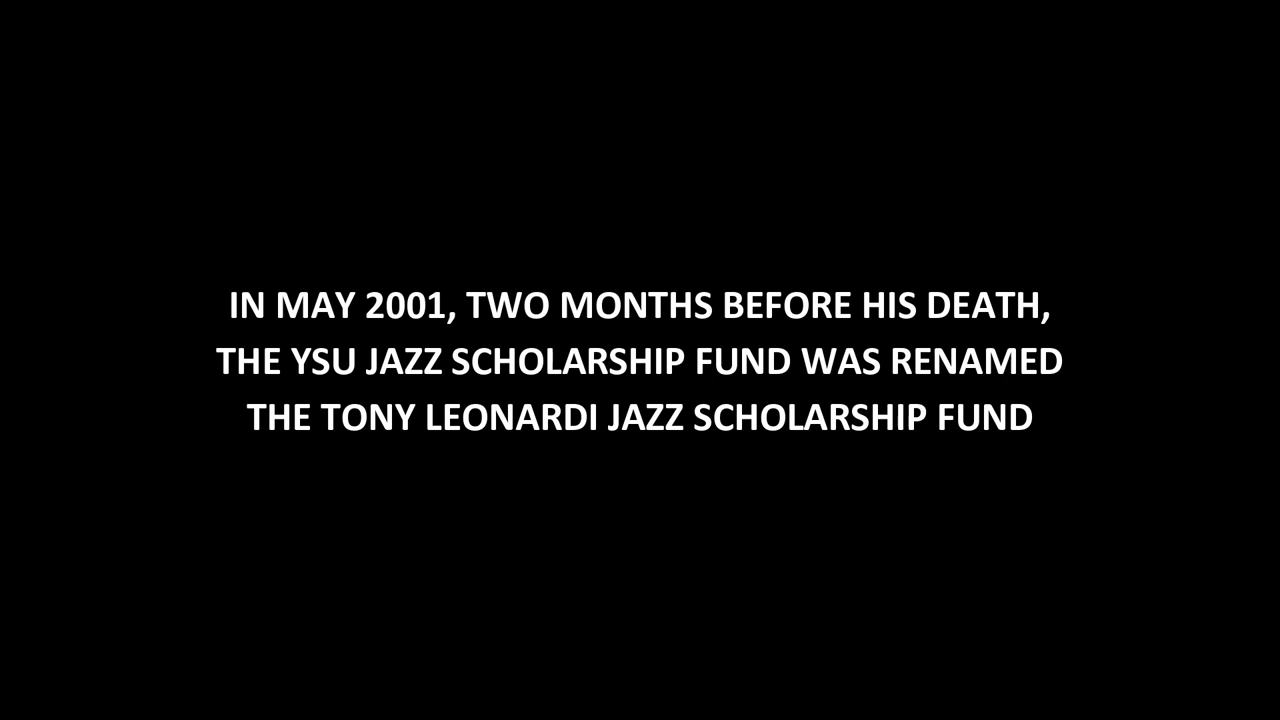 IN MAY 2001, TWO MONTHS BEFORE HIS DEATH,
THE YSU JAZZ SCHOLARSHIP FUND WAS RENAMED
THE TONY LEONARDI JAZZ SCHOLARSHIP FUND